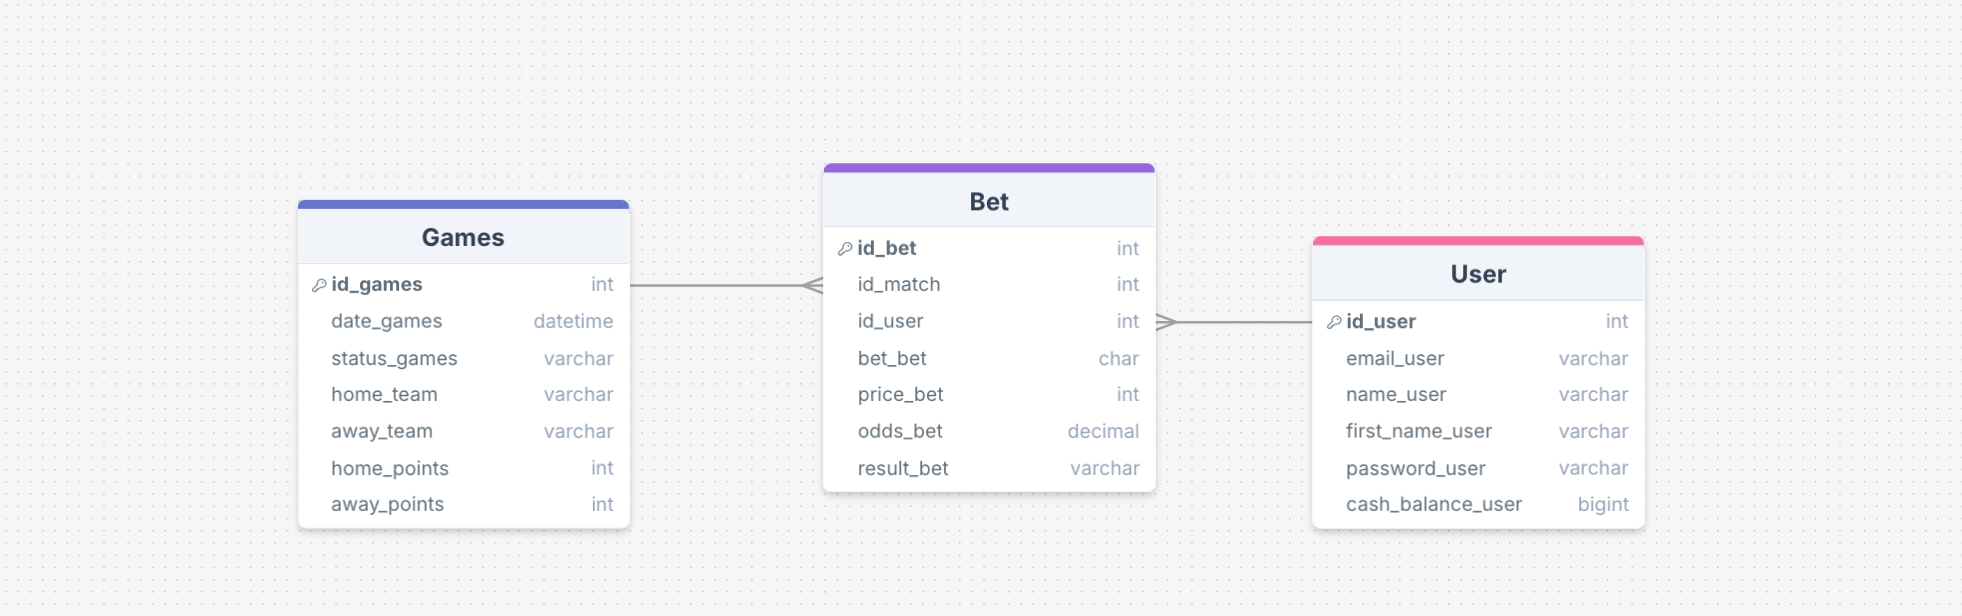 Games
id_games int
date_games datetime
status_games varchar
home_team varchar
away_team varchar
home_points int
away_points int
Bet
id_bet int
id_match int
id_user int
bet_bet char
price_bet int
odds_bet decimal
result_bet varchar
User
id_user int
email_user varchar
name_user varchar
first_name_user varchar
password_user varchar
cash_balance_user bigint